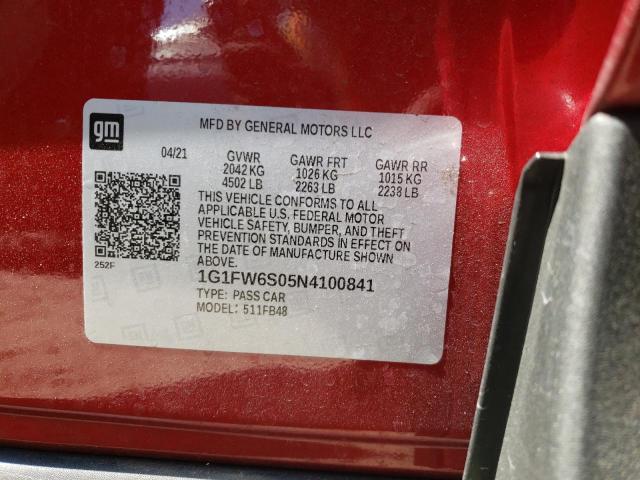 gm
MFD BY GENERAL MOTORS LLC
04/21 GVWR GAWR FRT GAWR RR
2042 KG 1026 KG 1015 KG
4502 LB 2263 LB 2238 LB
THIS VEHICLE CONFORMS TO ALL
APPLICABLE U.S. FEDERAL MOTOR
VEHICLE SAFETY, BUMPER, AND THEFT
PREVENTION STANDARDS IN EFFECT ON
THE DATE OF MANUFACTURE SHOWN
ABOVE.
252F
1G1FW6S05N4100841
TYPE: PASS CAR
MODEL: 511FB48